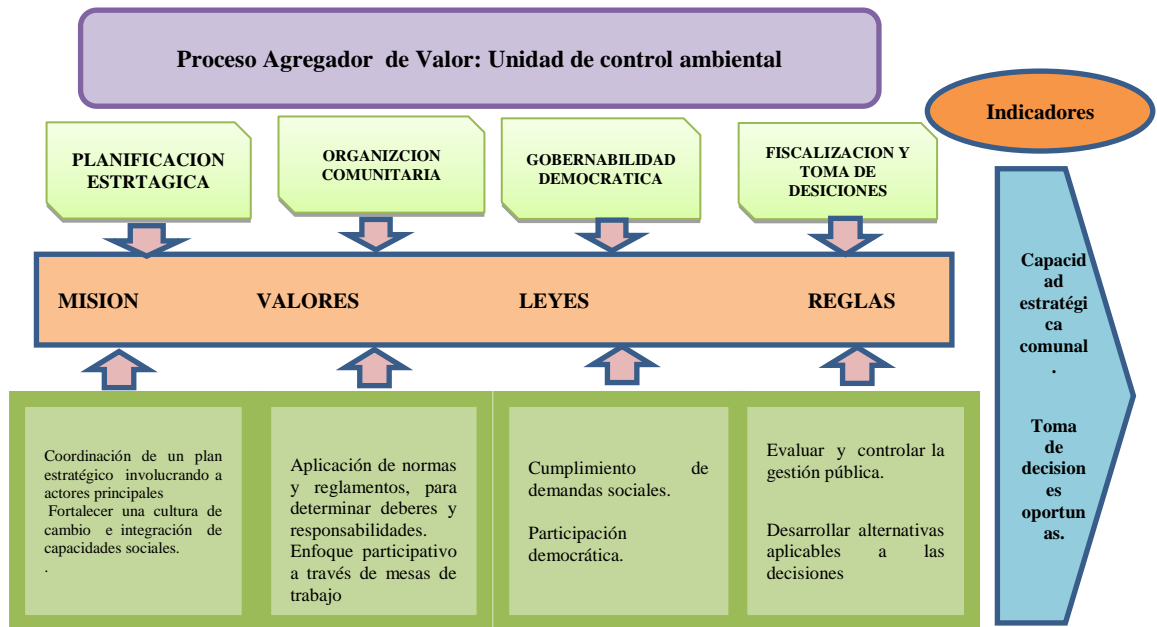 Proceso Agregador de Valor: Unidad de control ambiental
Indicadores
PLANIFICACION
ESTRTAGICA
ORGANIZCION
COMUNITARIA
GOBERNABILIDAD
DEMOCRATICA
FISCALIZACION Y
TOMA DE
DESICIONES
MISION VALORES LEYES REGLAS
Coordinación de un plan
estratégico involucrando a
actores principales
Fortalecer una cultura de
cambio e integración de
capacidades sociales.
.
Aplicación de normas
y reglamentos, para
determinar deberes y
responsabilidades.
Enfoque participativo
a través de mesas de
trabajo
Cumplimiento de
demandas sociales.
Participación
democrática.
Evaluar y controlar la
gestión pública.
Desarrollar alternativas
aplicables a las
decisiones
Capacid
ad
estratégi
ca
comunal
.
Toma
de
decision
es
oportun
as.